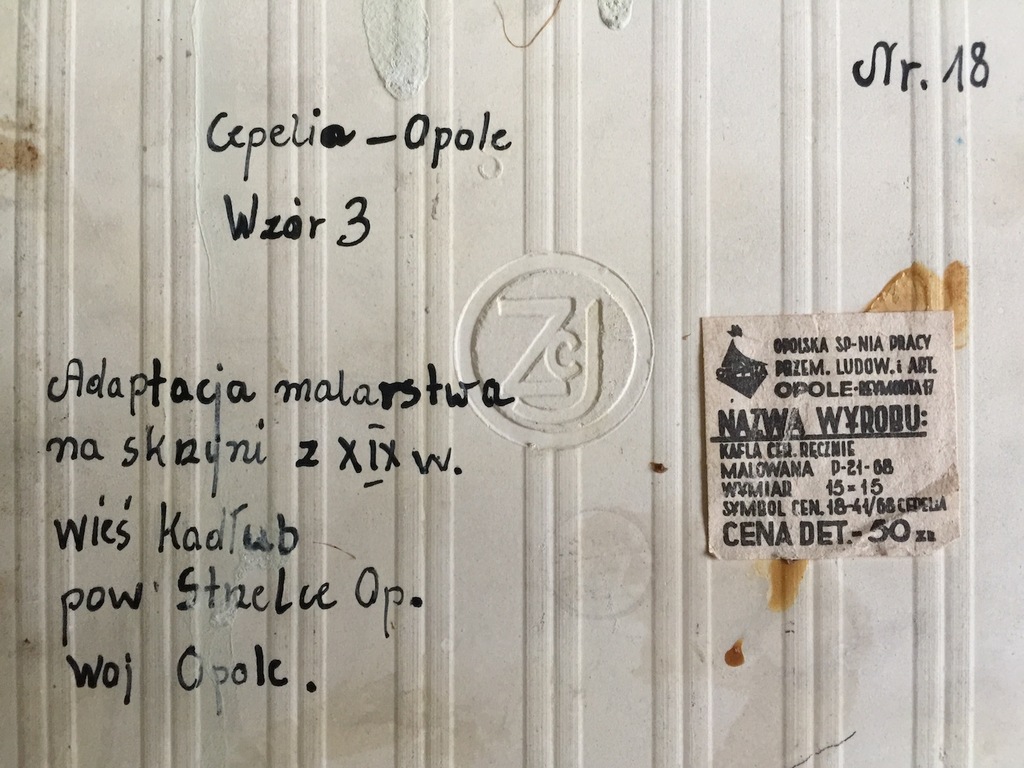 Nr. 18
Cepelia - Opole
Wzór 3
Adaptacja malarstwa
na skrzyni z XIX w.
wieś Kadłub
pow. Strzelce Op.
woj Opole.
ZCJ
OPOLSKA SP-NIA PRACY
PRZEM. LUDOW. i ART.
OPOLE-REYMONTA 17
NAZWA WYROBU:
KAFLA CER. RĘCZNIE
MALOWANA D-21-68
WYMIAR 15×15
SYMBOL CEN. 18-41/68 CEPELIA
CENA DET.- 50 zł